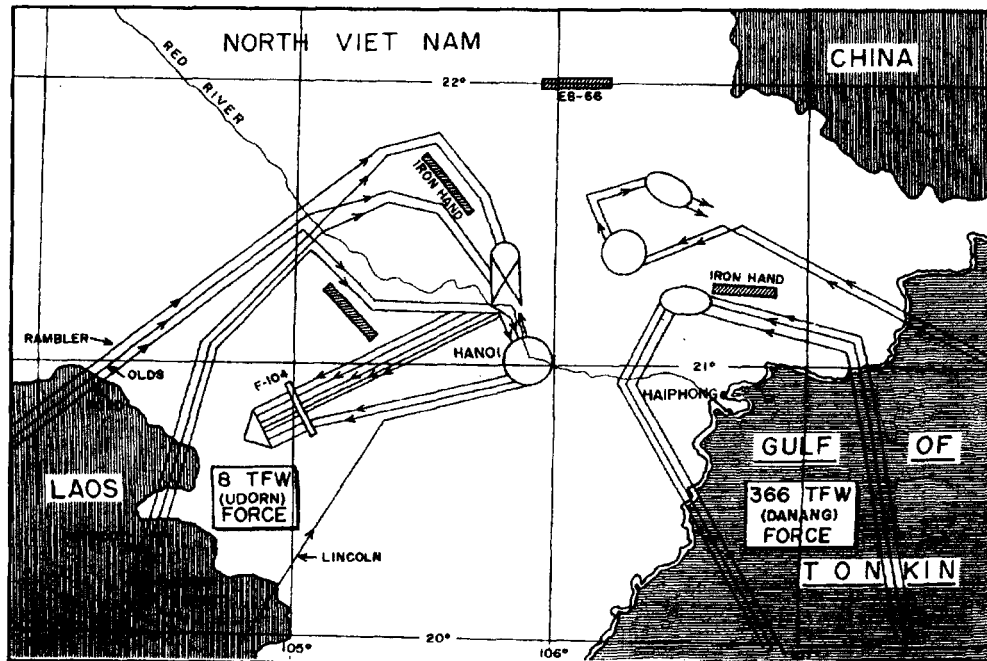 NORTH VIET NAM
CHINA
RED RIVER
22°
EB-66
IRON HAND
IRON HAND
RAMBLER
OLDS
HANOI
21°
F-104
HAIPHONG
LAOS
8 TFW
(UDORN)
FORCE
GULF OF
TONKIN
366 TFW
(DANANG)
FORCE
LINCOLN
20°
105°
106°